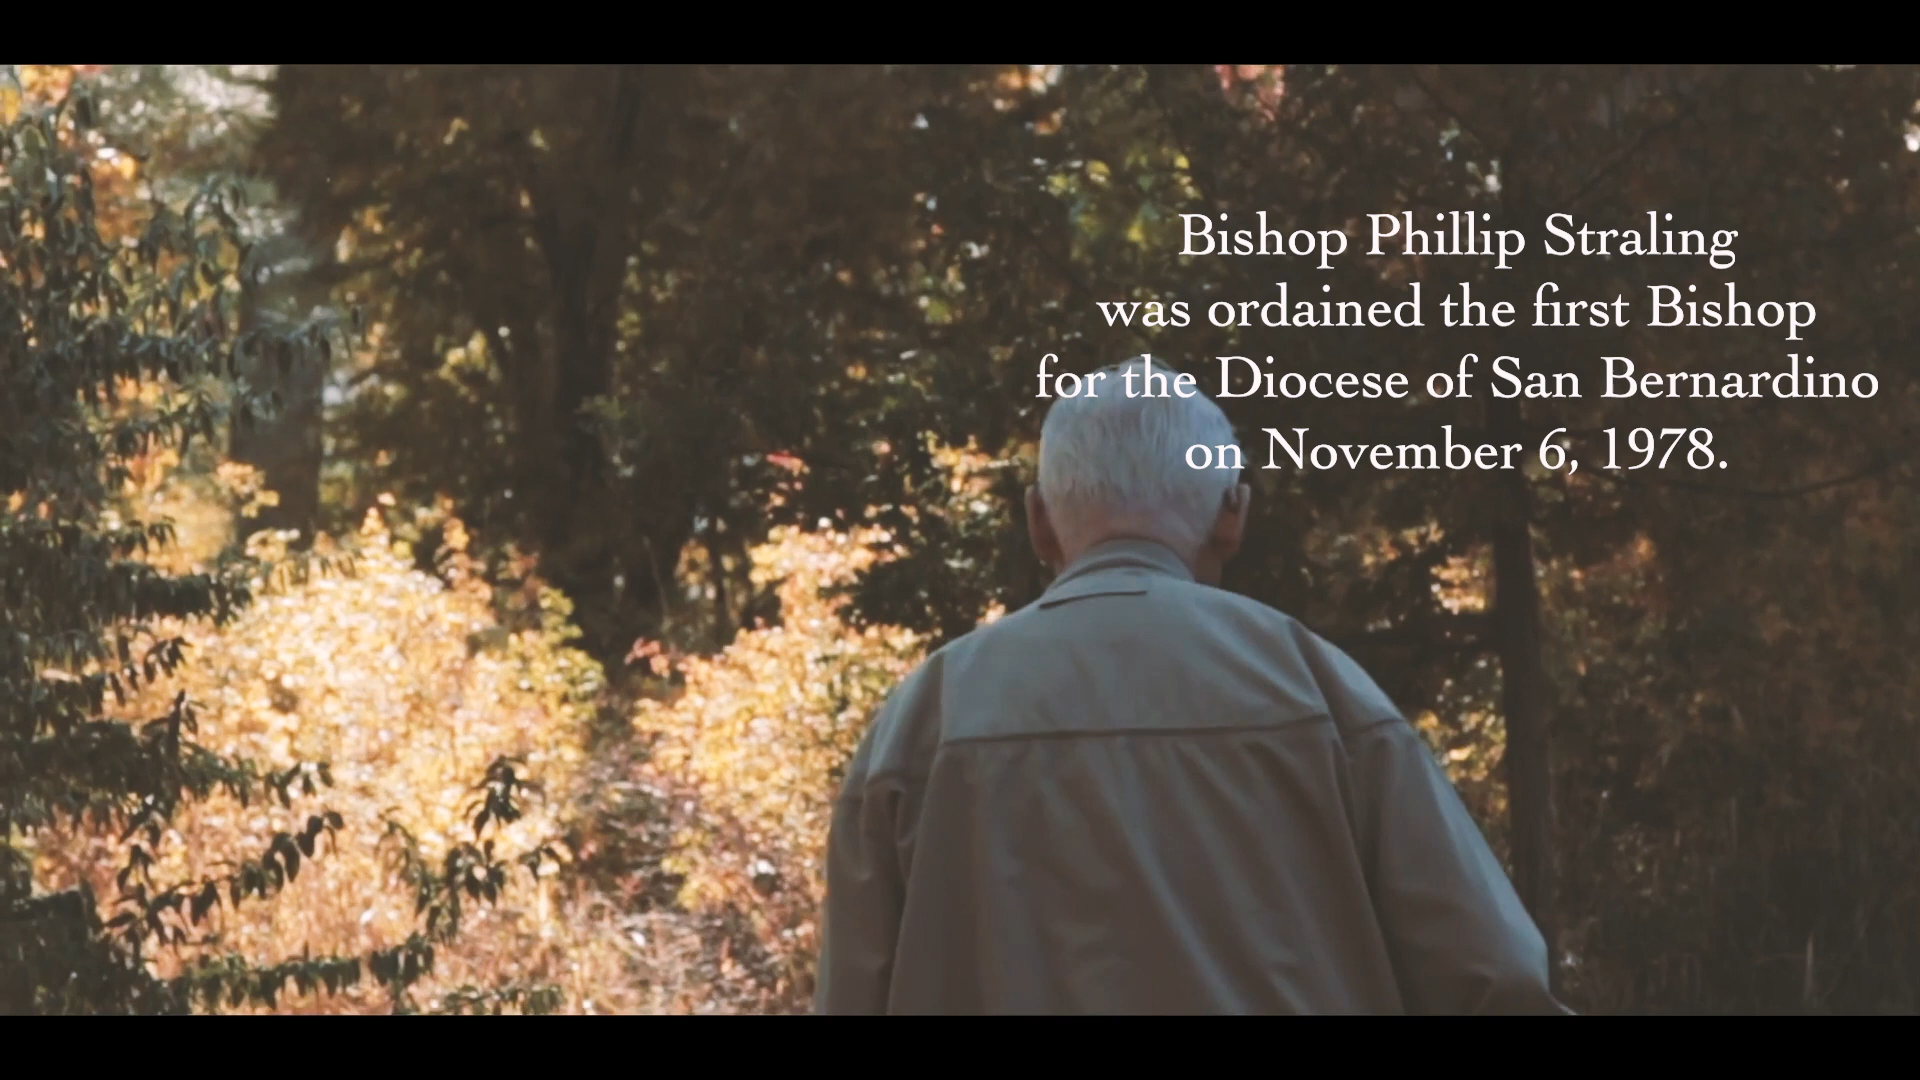 Bishop Phillip Straling
was ordained the first Bishop
for the Diocese of San Bernardino
on November 6, 1978.